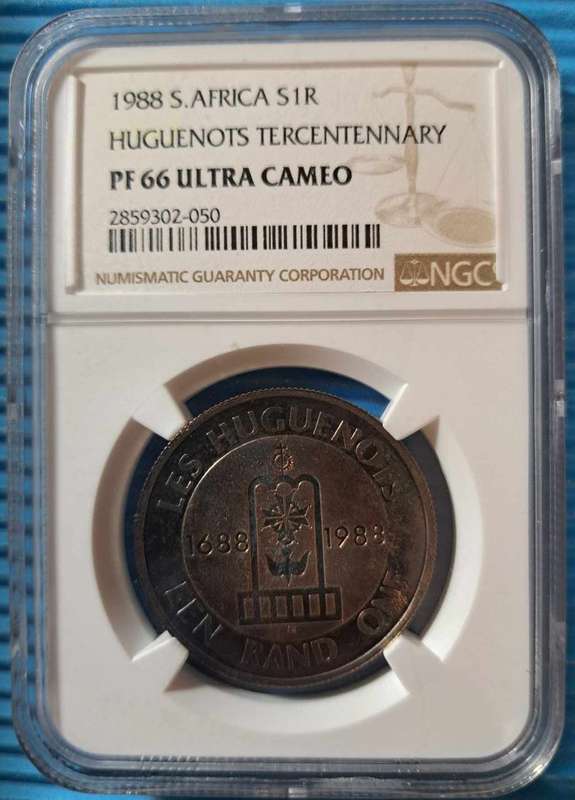 1988 S.AFRICA S1R
HUGUENOTS TERCENTENNARY
PF 66 ULTRA CAMEO
2859302-050
NUMISMATIC GUARANTY CORPORATION
NGC
LES HUGUENOTS
1688 1988
EEN RAND ONE